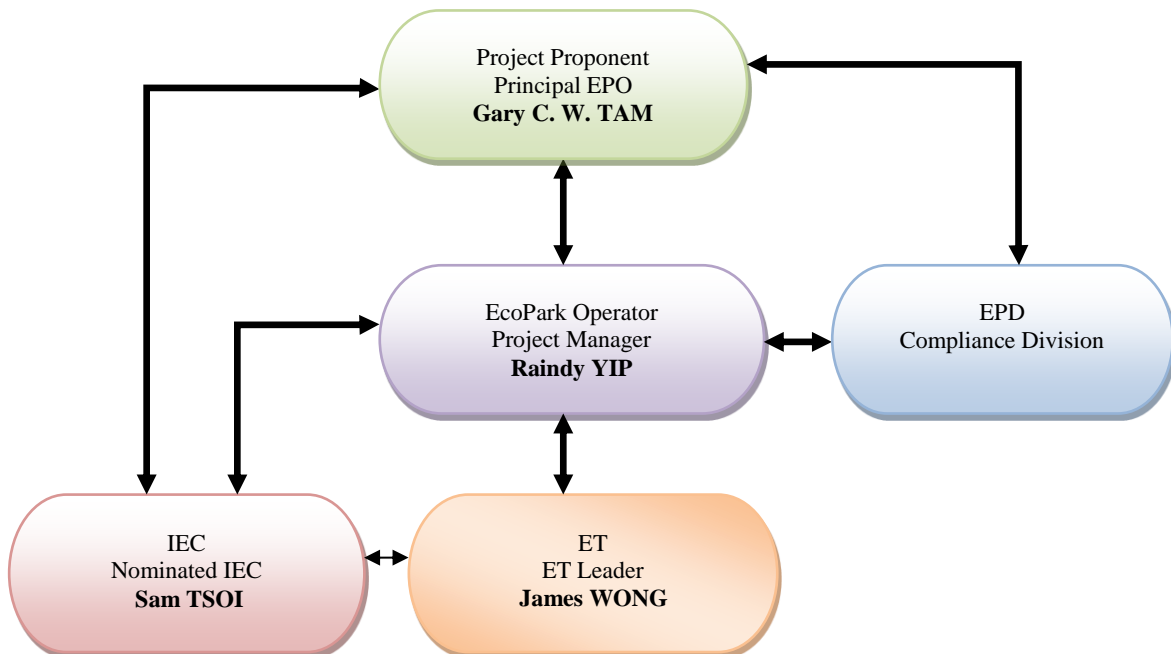 Project Proponent
Principal EPO
Gary C. W. TAM
EcoPark Operator
Project Manager
Raindy YIP
EPD
Compliance Division
IEC
Nominated IEC
Sam TSOI
ET
ET Leader
James WONG